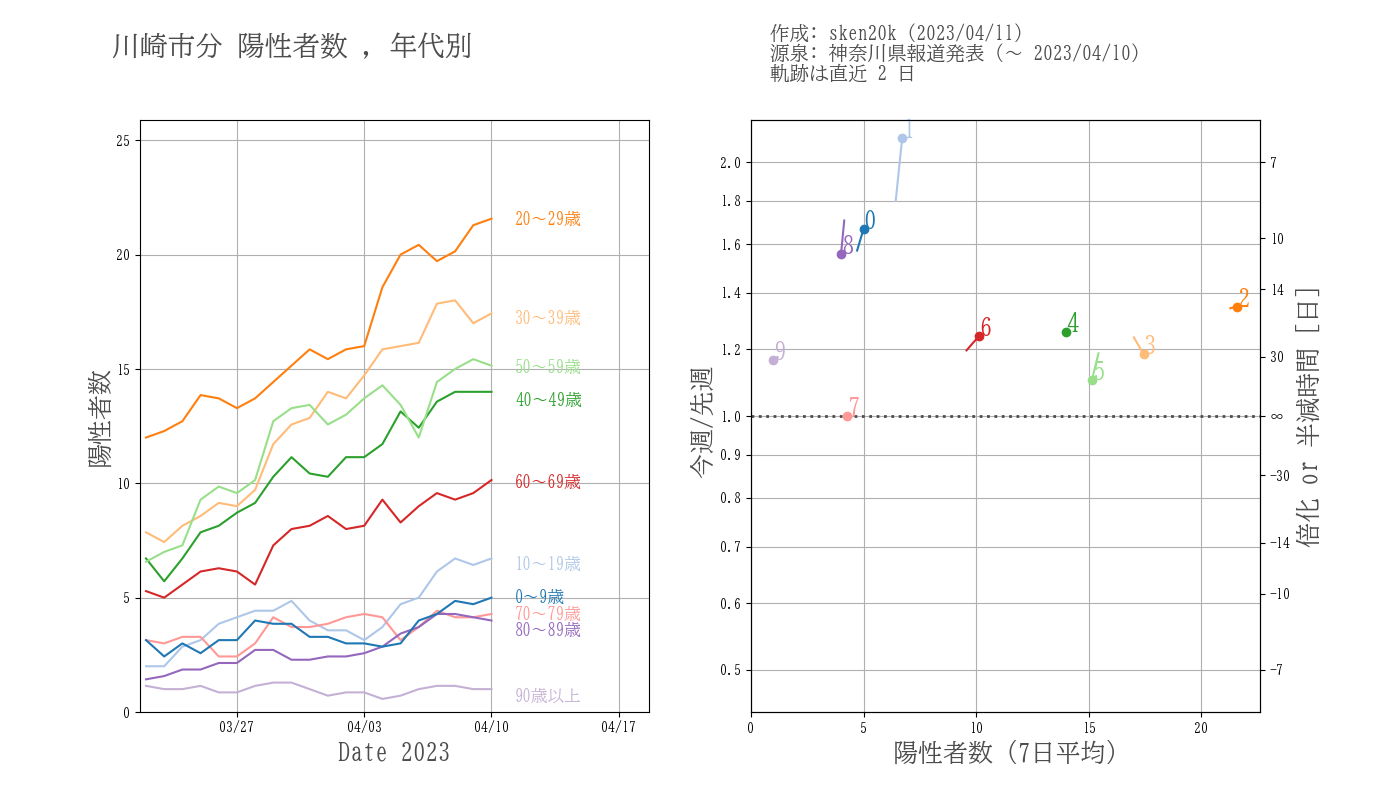 川崎市分 陽性者数 , 年代別
作成: sken20k (2023/04/11)
源泉: 神奈川県報道発表 (～ 2023/04/10)
軌跡は直近 2 日
陽性者数
25
20
15
10
5
0
20～29歳
30～39歳
50～59歳
40～49歳
60～69歳
10～19歳
0～9歳
70～79歳
80～89歳
90歳以上
03/27
04/03
04/10
04/17
Date 2023
今週/先週
2.0
1.8
1.6
1.4
1.2
1.0
0.9
0.8
0.7
0.6
0.5
1
0
8
2
4
6
3
9
5
7
7
10
14
30
∞
-30
-14
-10
-7
倍化 or 半減時間 [日]
0
5
10
15
20
陽性者数 (7日平均)